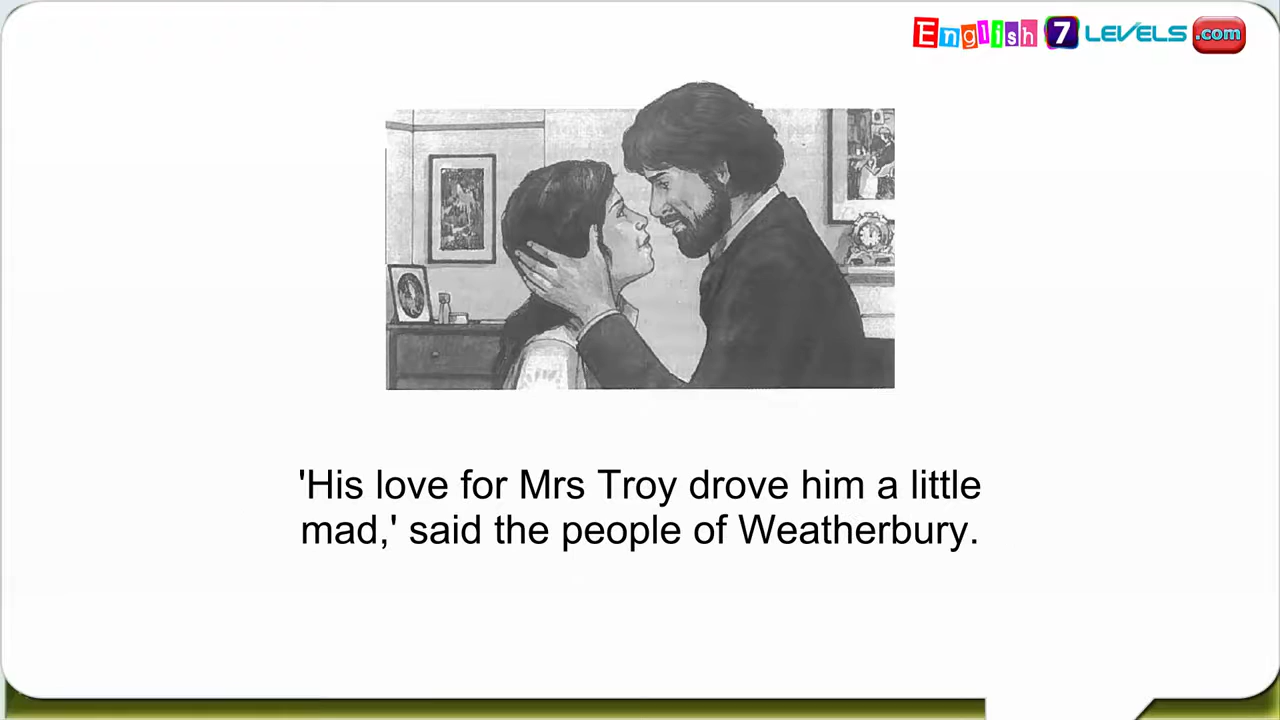 English 7 LEVELS .com
'His love for Mrs Troy drove him a little
mad,' said the people of Weatherbury.